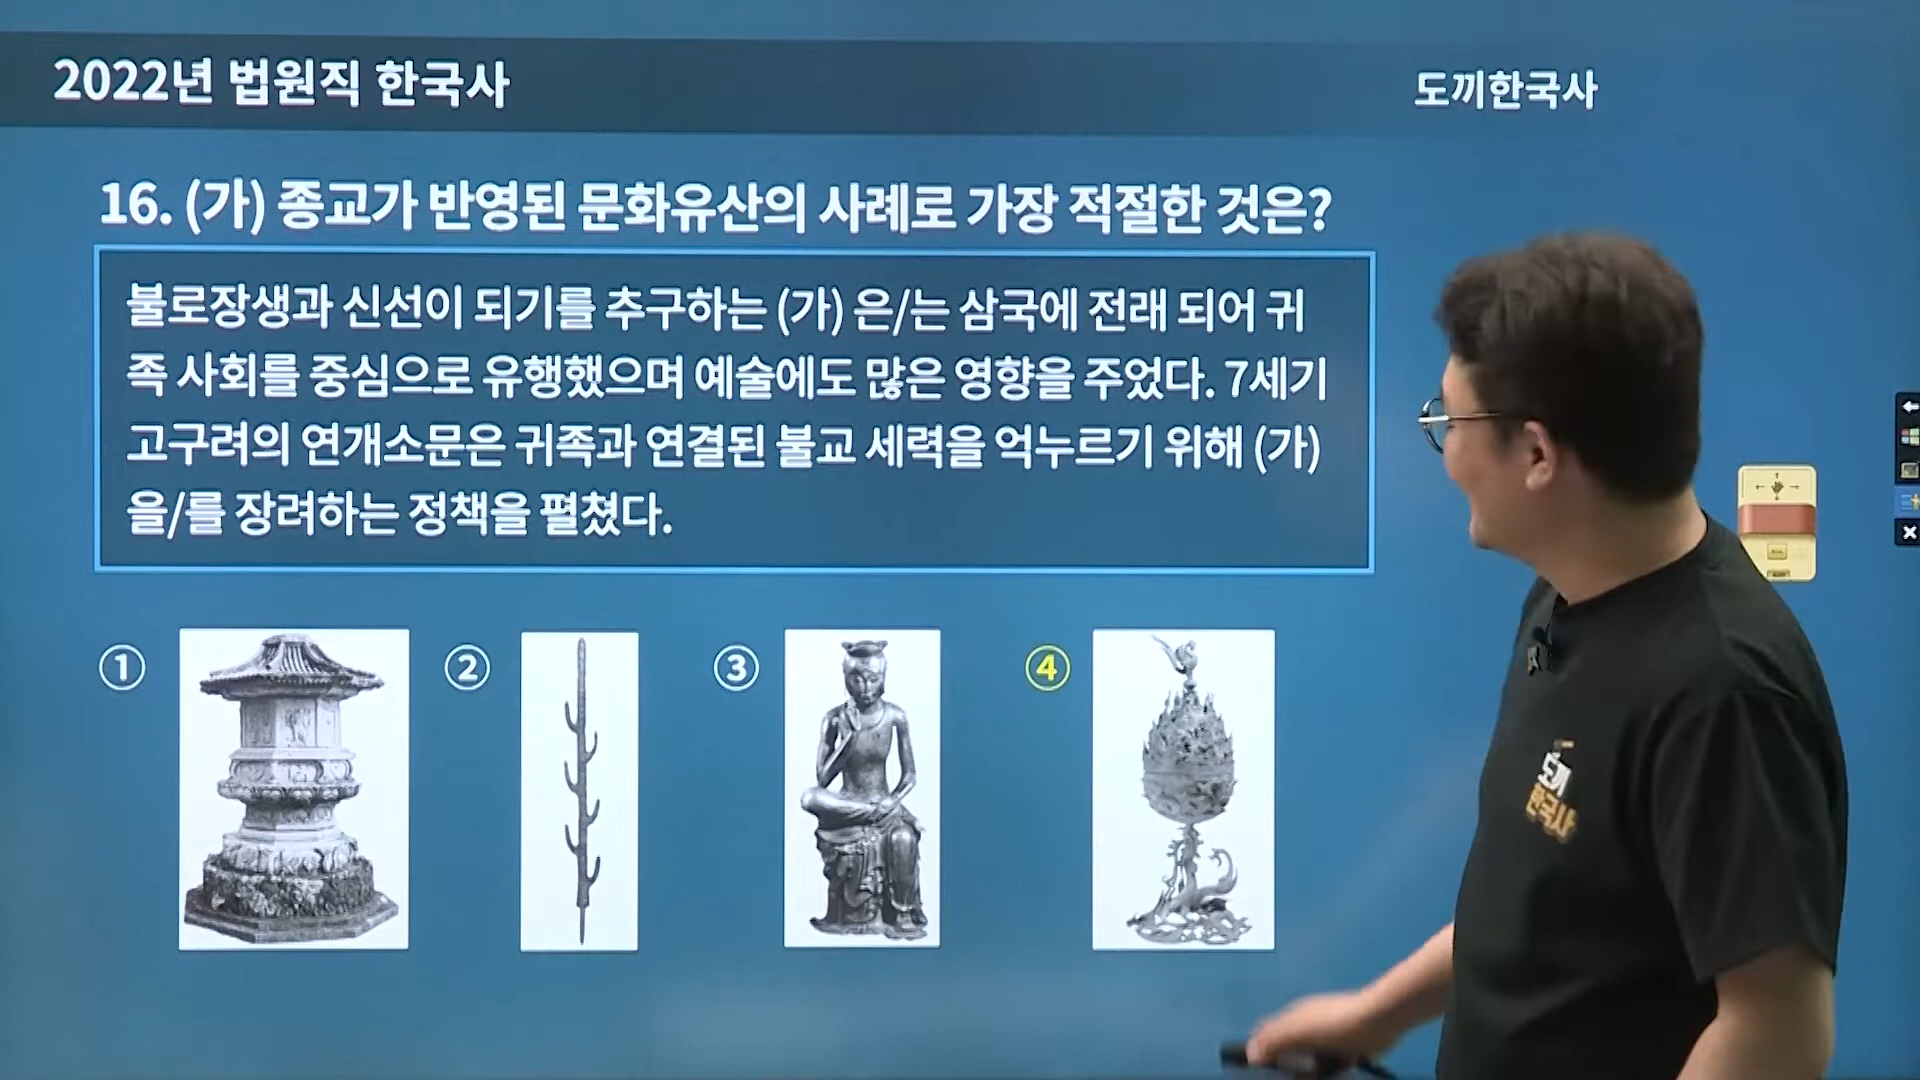 2022년 법원직 한국사
도끼한국사
16. (가) 종교가 반영된 문화유산의 사례로 가장 적절한 것은?
불로장생과 신선이 되기를 추구하는 (가) 은/는 삼국에 전래 되어 귀
족 사회를 중심으로 유행했으며 예술에도 많은 영향을 주었다. 7세기
고구려의 연개소문은 귀족과 연결된 불교 세력을 억누르기 위해 (가)
을/를 장려하는 정책을 펼쳤다.
① ② ③ ④
도끼
한국사